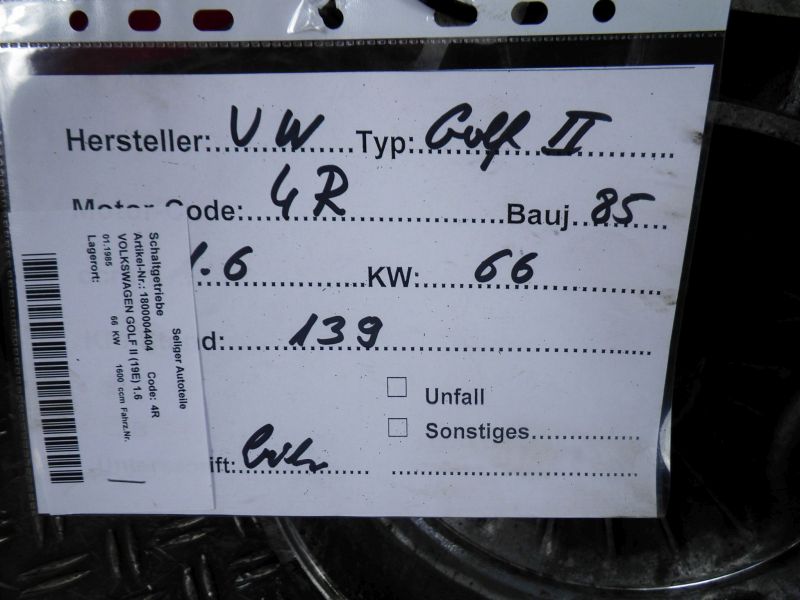 Hersteller: VW Typ: Golf II
Motor Code: 4R Bauj. 85
1.6 KW: 66
d: 139
Unfall
Sonstiges
Unterschrift:
Seliger Autoteile
Schaltgetriebe
Artikel-Nr.: 1800004404 Code: 4R
VOLKSWAGEN GOLF II (19E) 1.6
01.1985 66 KW 1600 ccm Fahrz.Nr.
Lagerort: